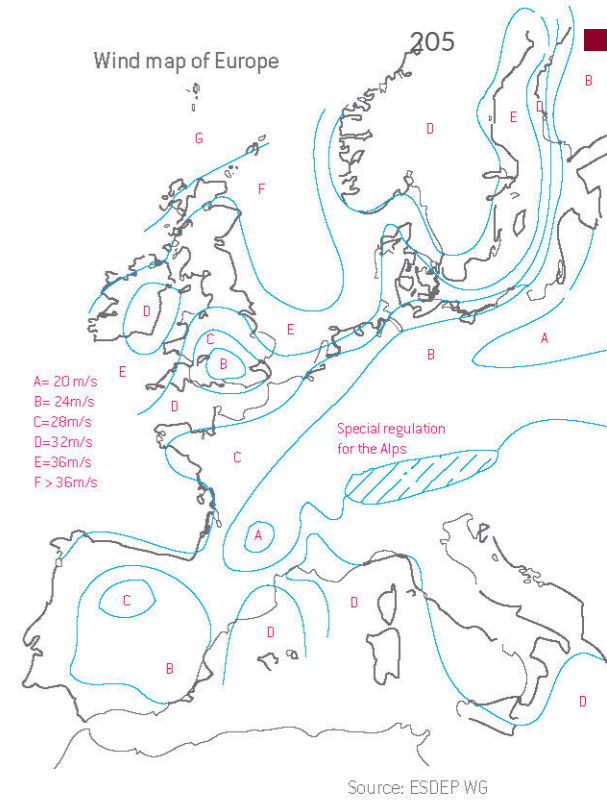 205
Wind map of Europe
B
D
E
D
G
F
D
E
C
B
A
B
E
D
A= 20 m/s
B= 24m/s
C=28m/s
D=32m/s
E=36m/s
F > 36m/s
Special regulation
for the Alps
C
A
C
D
D
B
D
Source: ESDEP WG